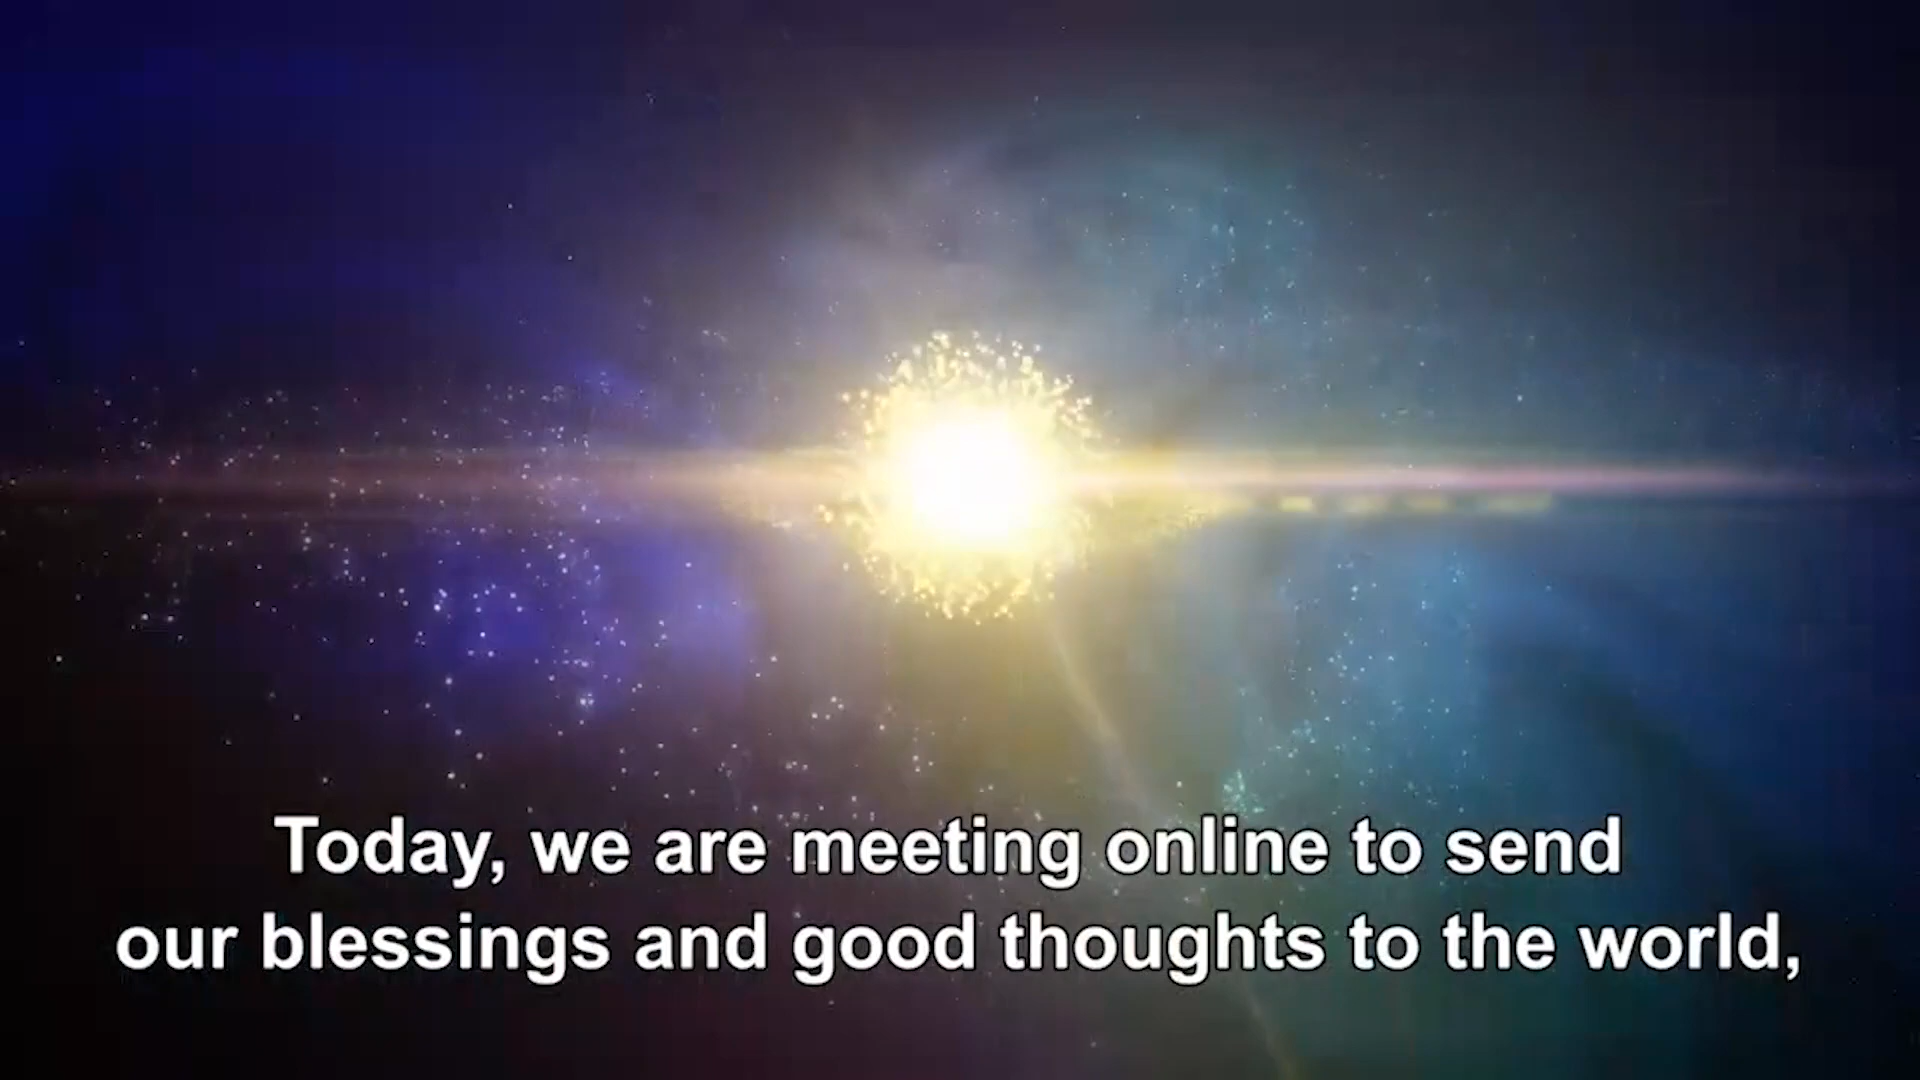 Today, we are meeting online to send
our blessings and good thoughts to the world,